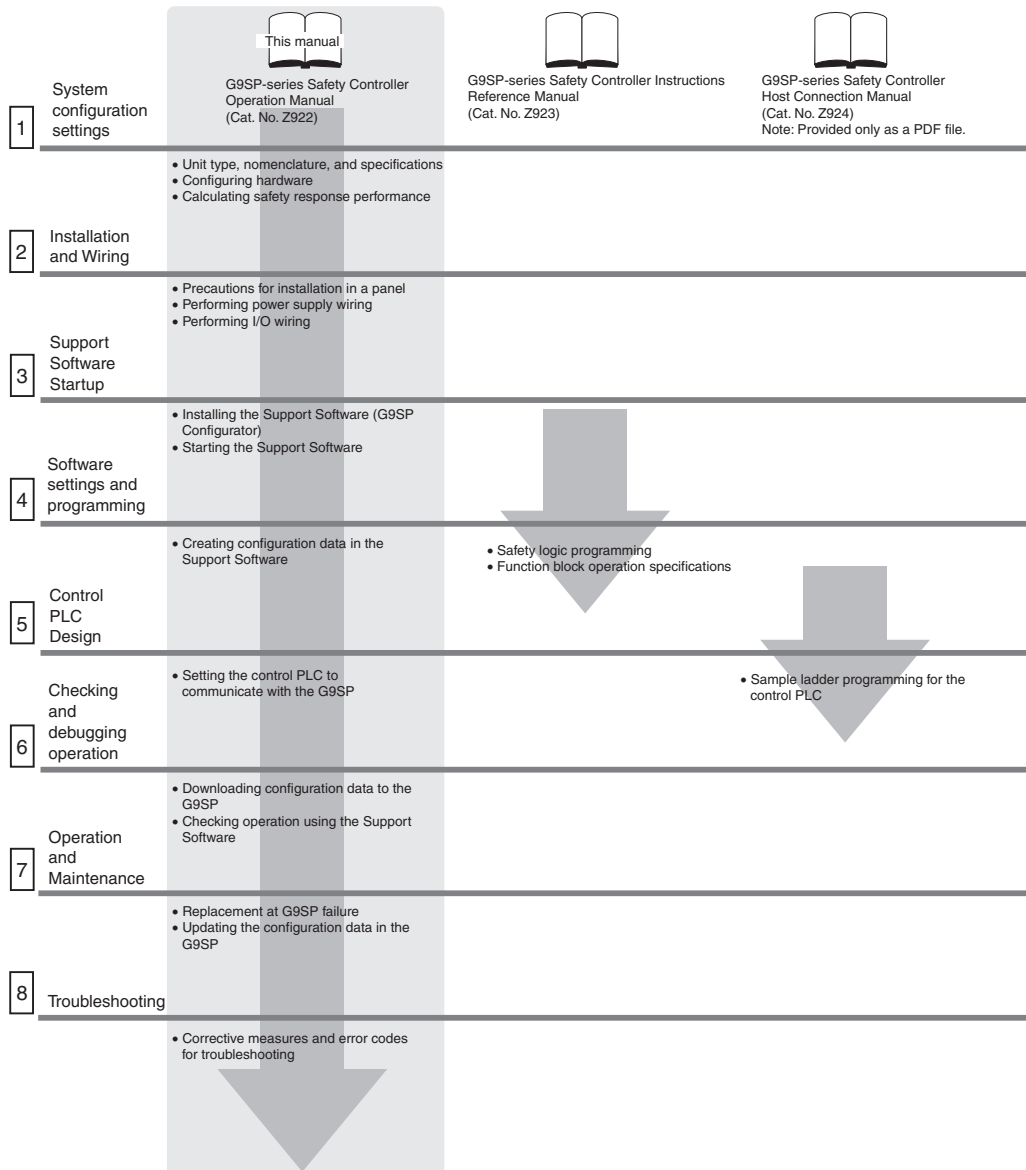 This manual
G9SP-series Safety Controller
Operation Manual
(Cat. No. Z922)
G9SP-series Safety Controller Instructions
Reference Manual
(Cat. No. Z923)
G9SP-series Safety Controller
Host Connection Manual
(Cat. No. Z924)
Note: Provided only as a PDF file.
1
System
configuration
settings
• Unit type, nomenclature, and specifications
• Configuring hardware
• Calculating safety response performance
2
Installation
and Wiring
• Precautions for installation in a panel
• Performing power supply wiring
• Performing I/O wiring
3
Support
Software
Startup
• Installing the Support Software (G9SP
Configurator)
• Starting the Support Software
4
Software
settings and
programming
• Creating configuration data in the
Support Software
• Safety logic programming
• Function block operation specifications
5
Control
PLC
Design
• Setting the control PLC to
communicate with the G9SP
• Sample ladder programming for the
control PLC
6
Checking
and
debugging
operation
• Downloading configuration data to the
G9SP
• Checking operation using the Support
Software
7
Operation
and
Maintenance
• Replacement at G9SP failure
• Updating the configuration data in the
G9SP
8
Troubleshooting
• Corrective measures and error codes
for troubleshooting